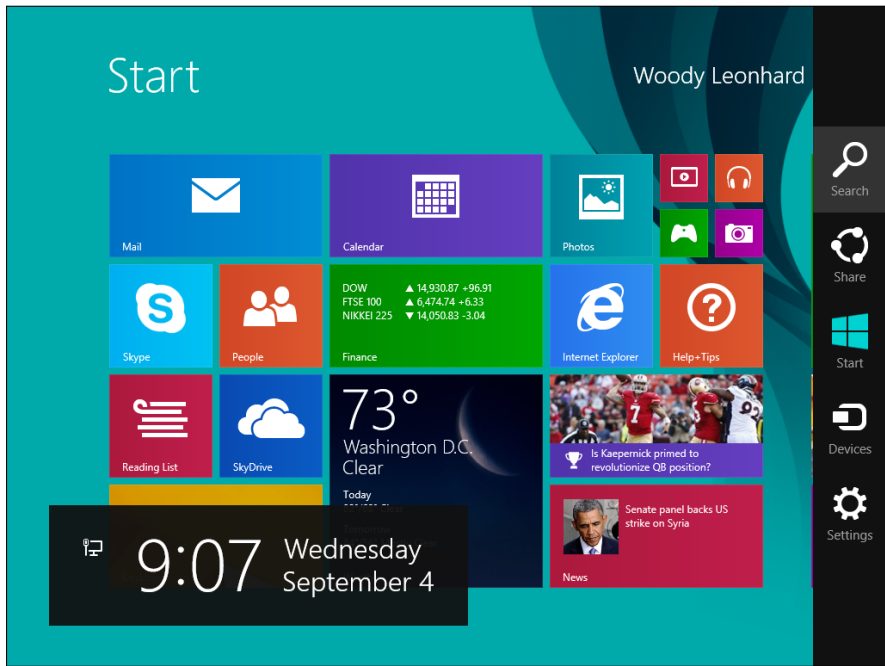 Start
Woody Leonhard
Search
Share
Start
Devices
Settings
Mail
Calendar
Photos
Skype
People
DOW ▲ 14,930.87 +96.91
FTSE 100 ▲ 6,474.74 +6.33
NIKKEI 225 ▼ 14,050.83 -3.04
Finance
Internet Explorer
Help+Tips
Reading List
SkyDrive
73°
Washington D.C.
Clear
Today
Tomorrow
7
92
Is Kaepernick primed to
revolutionize QB position?
Senate panel backs US
strike on Syria
News
9:07
Wednesday
September 4